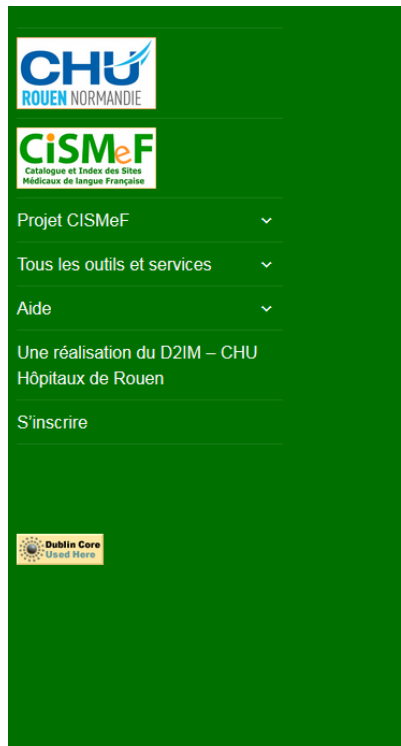 CHU
ROUEN NORMANDIE
CiSMeF
Catalogue et Index des Sites
Médicaux de langue Française
Projet CISMeF
Tous les outils et services
Aide
Une réalisation du D2IM – CHU
Hôpitaux de Rouen
S'inscrire
Dublin Core
Used Here